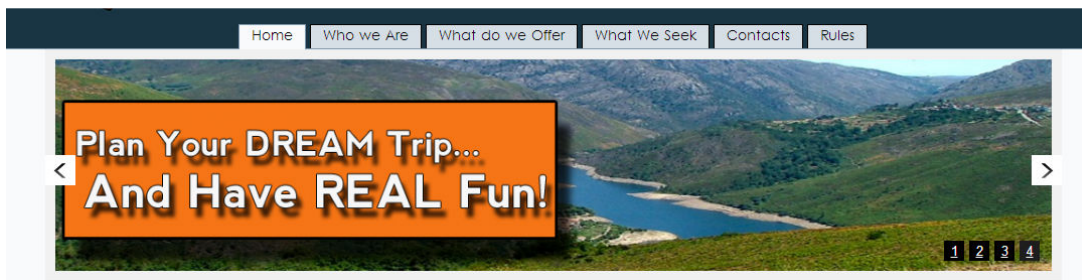 Home Who we Are What do we Offer What We Seek Contacts Rules
Plan Your DREAM Trip...
And Have REAL Fun!
< >
1 2 3 4